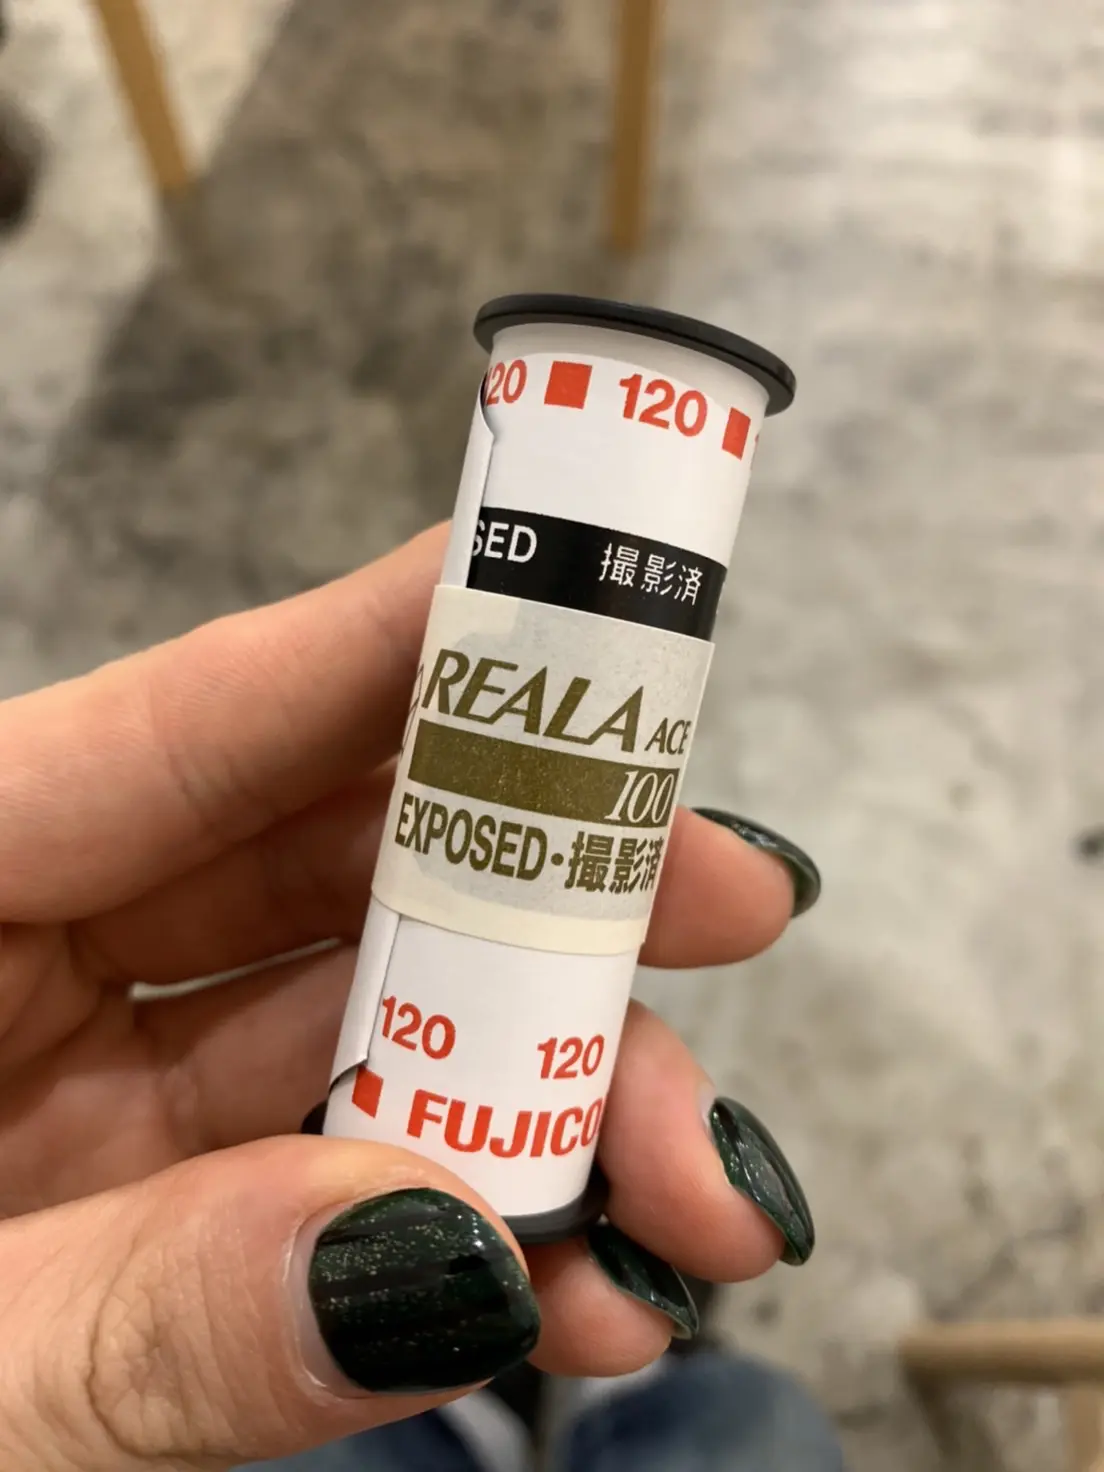 120 ■ 120 ■
SED 撮影済
REALA ACE
100
EXPOSED・撮影済
120 120
■ FUJICO